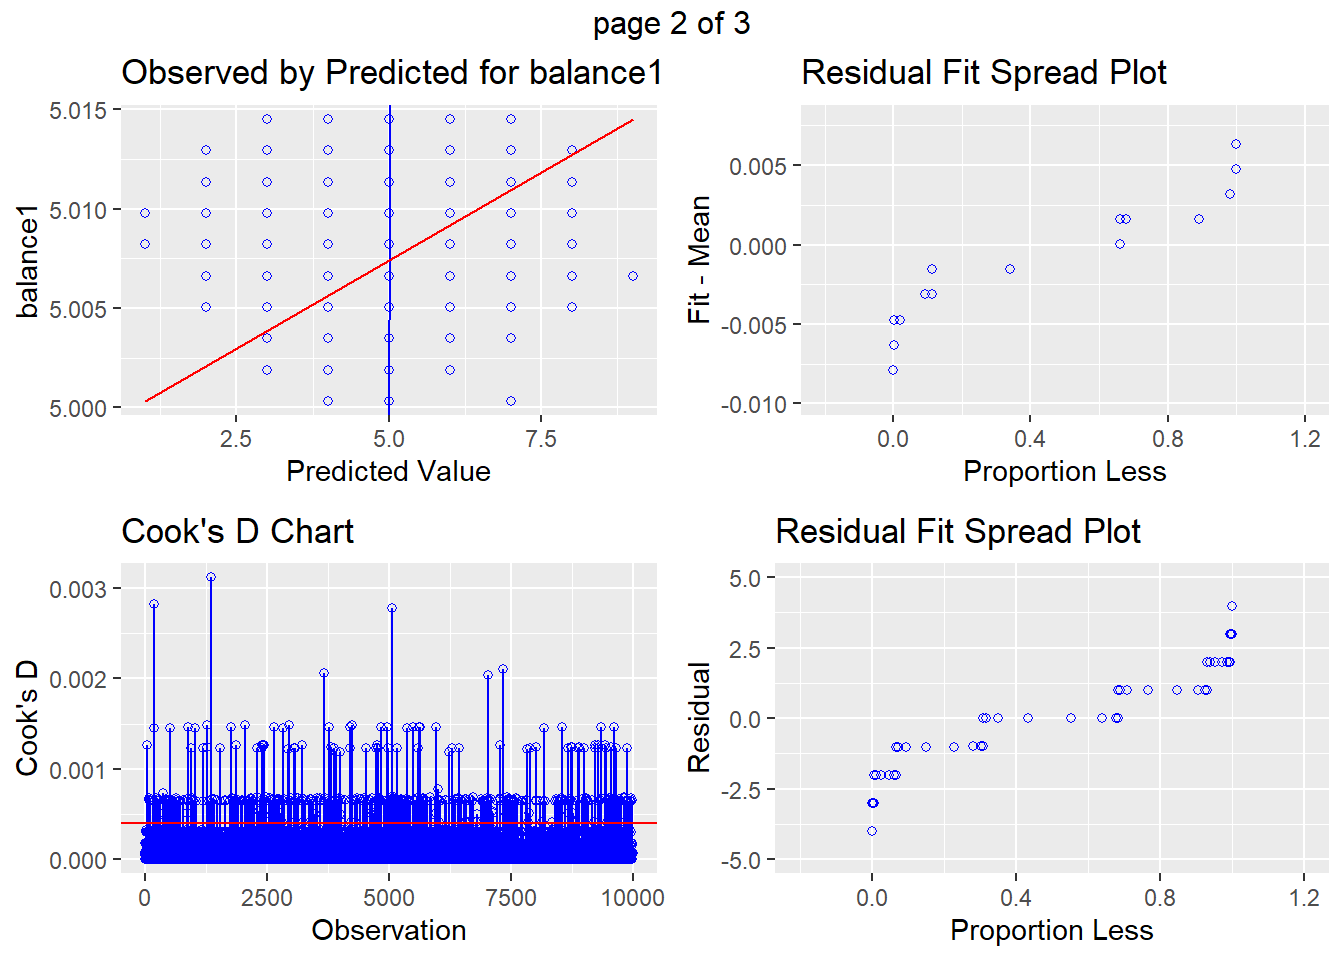 page 2 of 3
Observed by Predicted for balance1
5.015
5.010
5.005
5.000
balance1
2.5 5.0 7.5
Predicted Value
Residual Fit Spread Plot
0.005
0.000
-0.005
-0.010
Fit - Mean
0.0 0.4 0.8 1.2
Proportion Less
Cook's D Chart
0.003
0.002
0.001
0.000
Cook's D
0 2500 5000 7500 10000
Observation
Residual Fit Spread Plot
5.0
2.5
0.0
-2.5
-5.0
Residual
0.0 0.4 0.8 1.2
Proportion Less